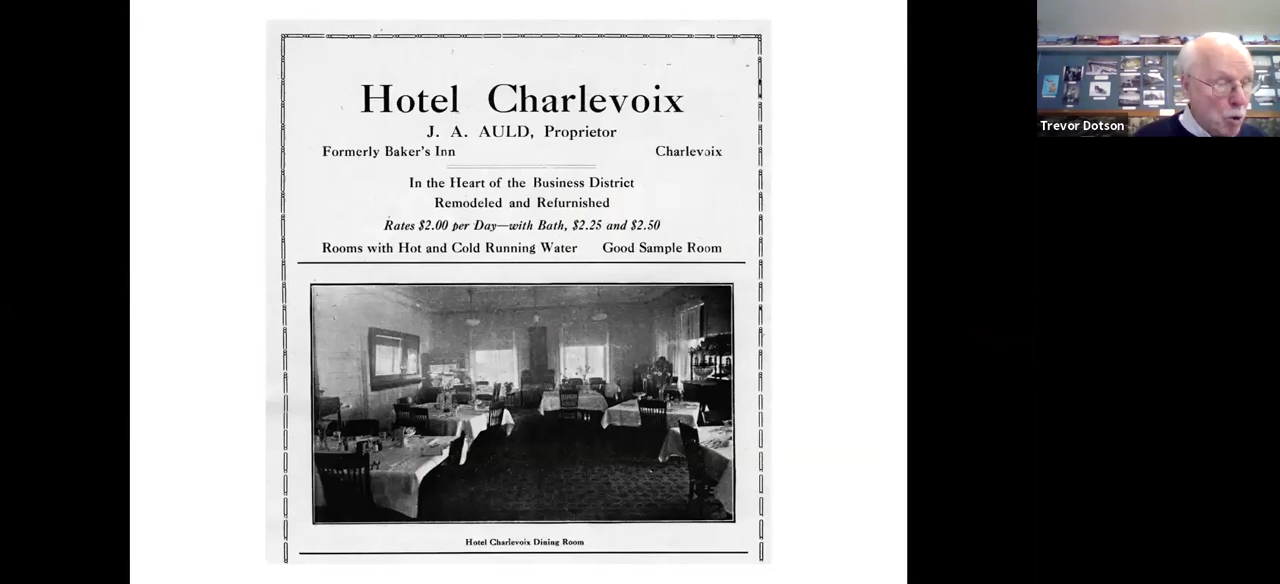 Hotel Charlevoix
J. A. AULD, Proprietor
Formerly Baker's Inn Charlevoix
In the Heart of the Business District
Remodeled and Refurnished
Rates $2.00 per Day—with Bath, $2.25 and $2.50
Rooms with Hot and Cold Running Water Good Sample Room
Hotel Charlevoix Dining Room
Trevor Dotson